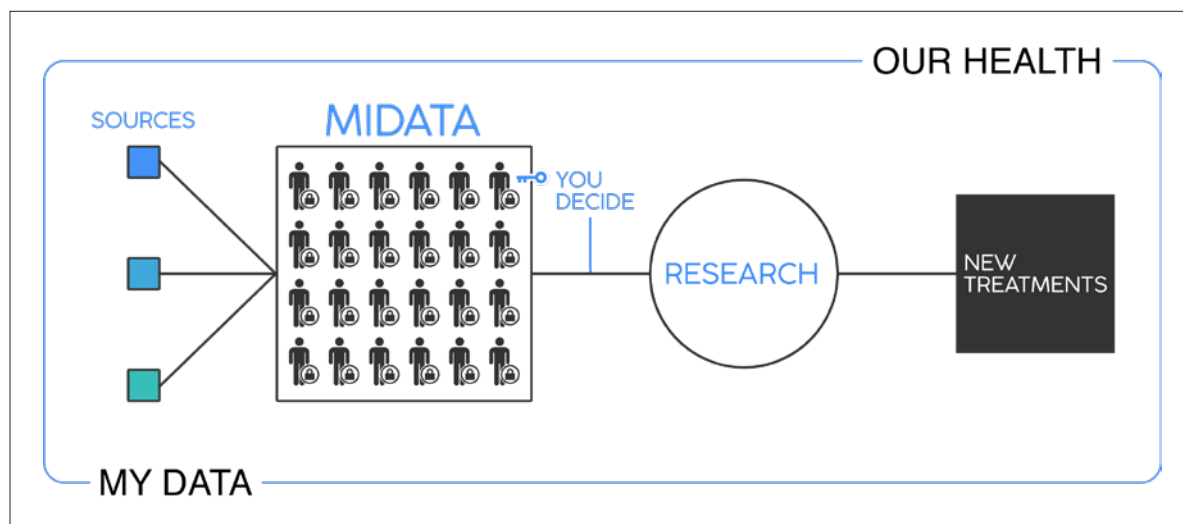 OUR HEALTH
SOURCES
MIDATA
YOU
DECIDE
RESEARCH
NEW
TREATMENTS
MY DATA